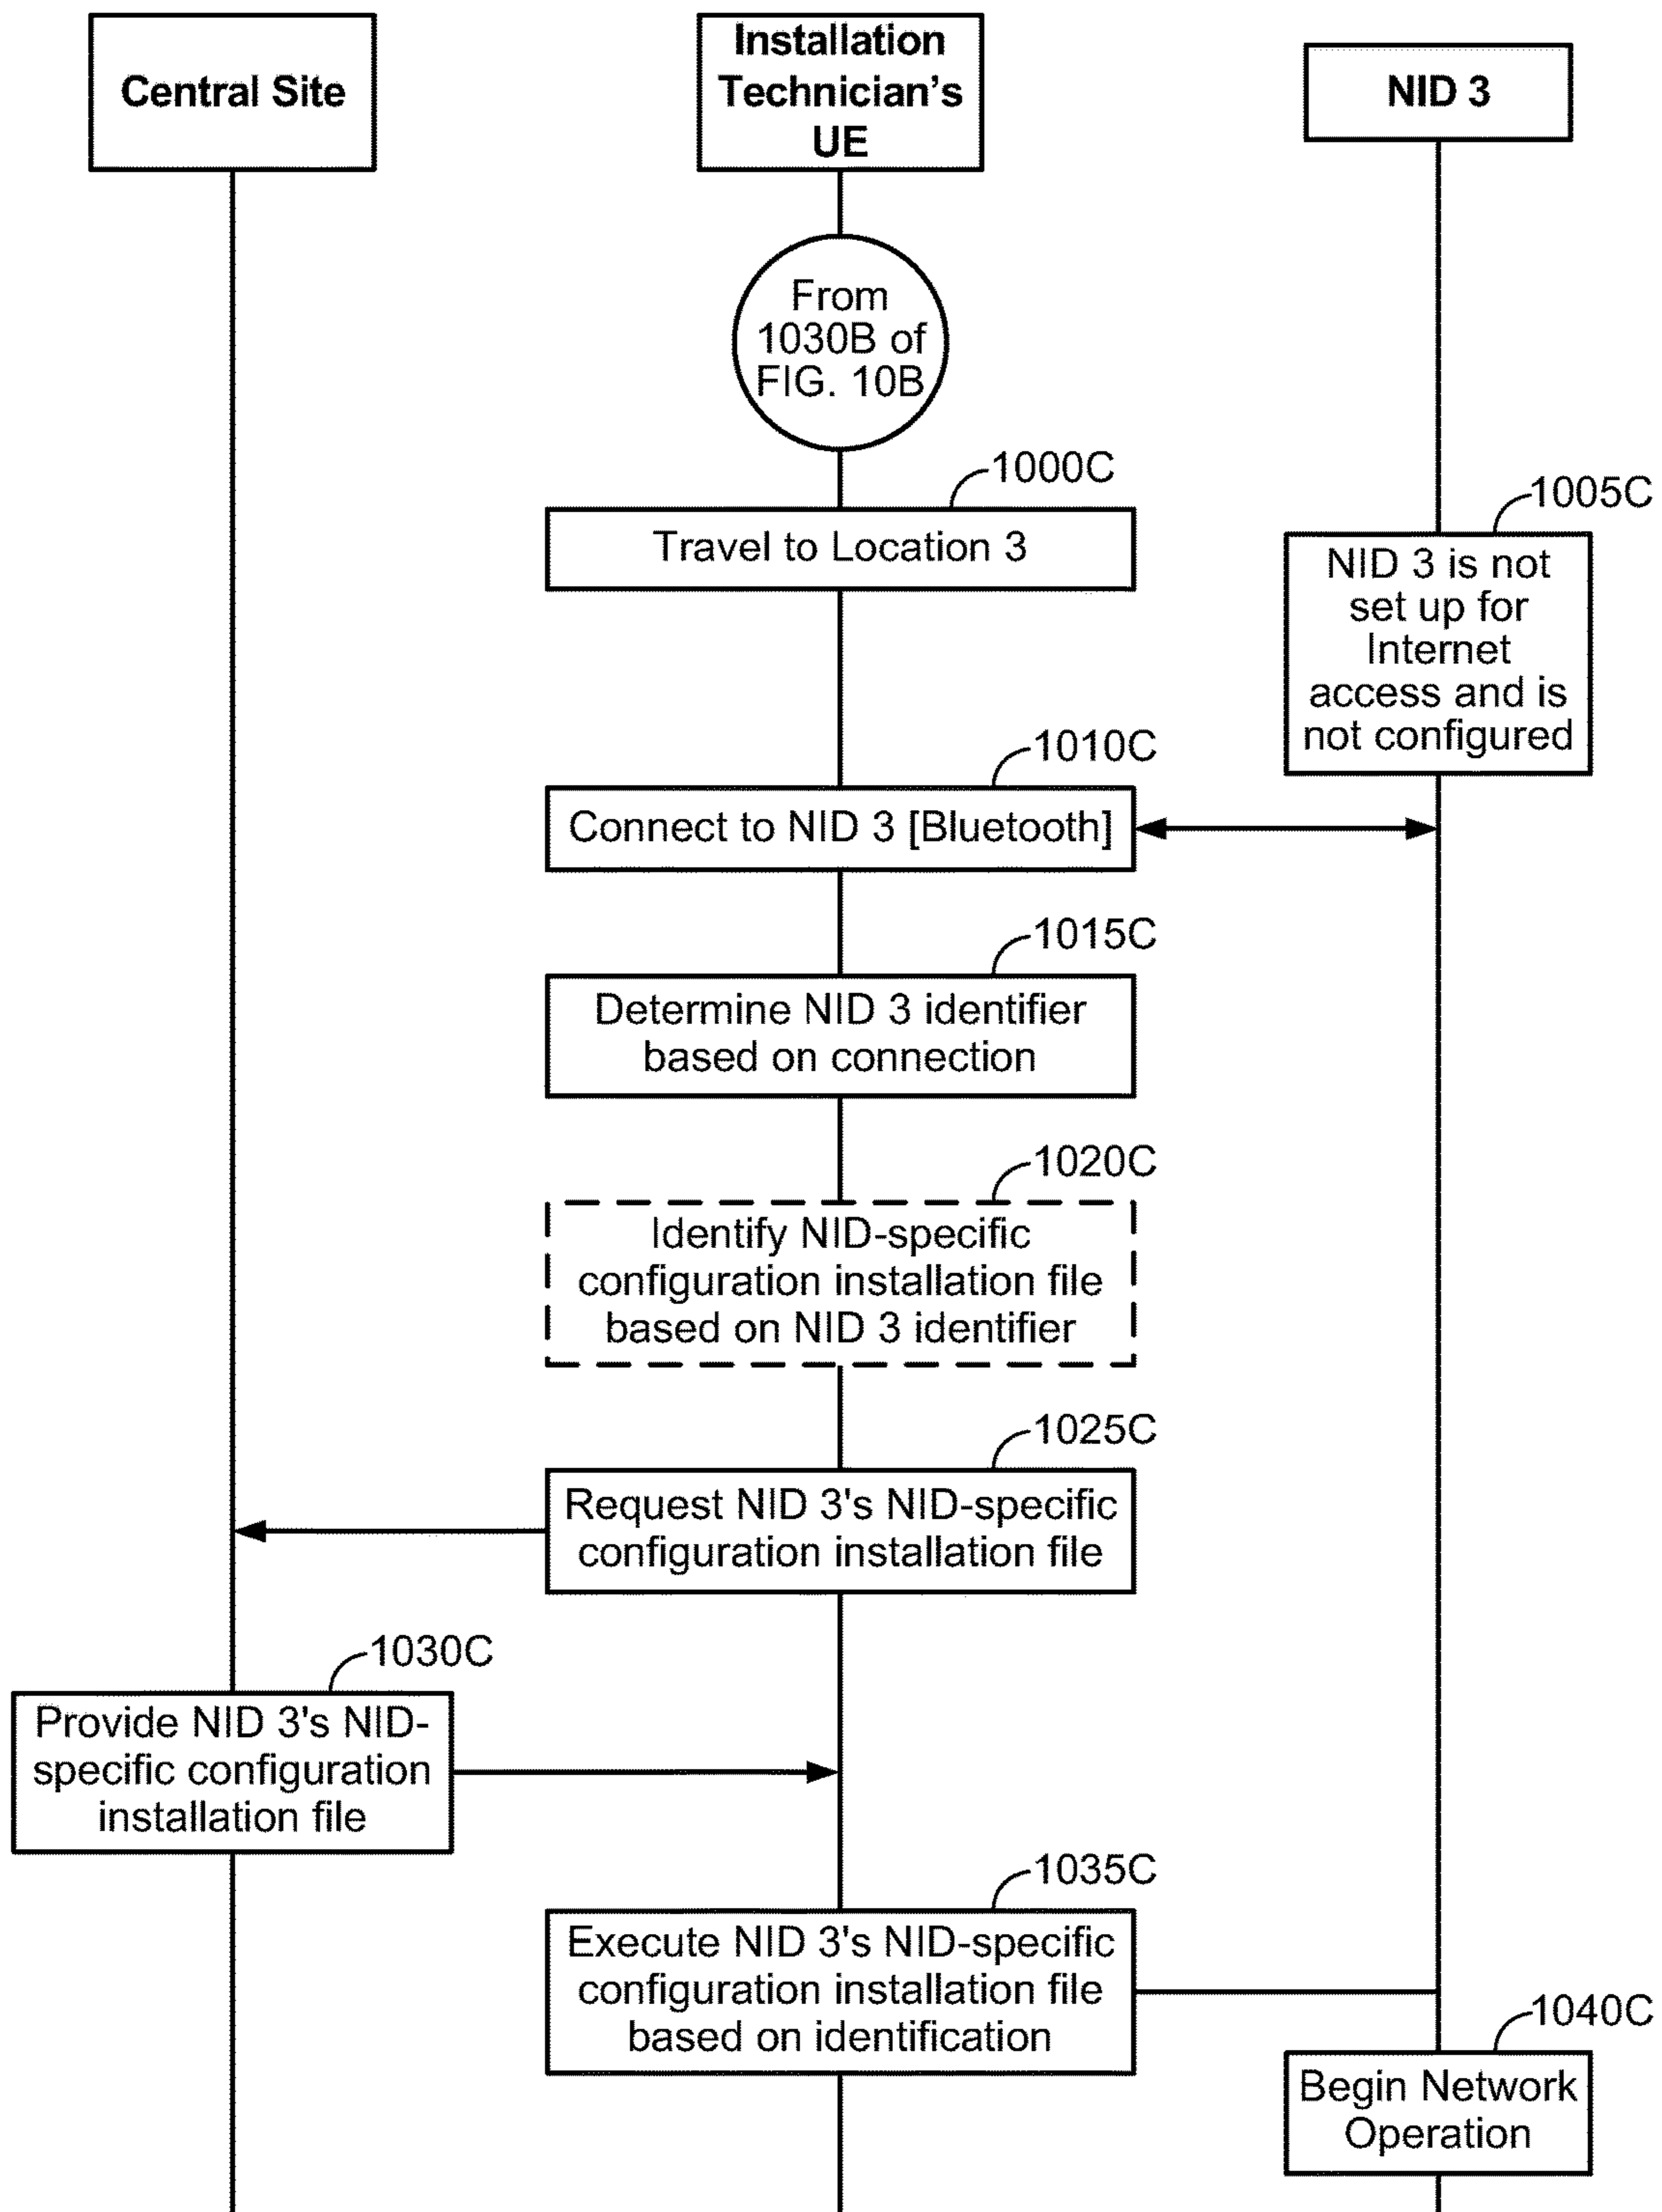 Central Site
Installation
Technician's
UE
NID 3
From
1030B of
FIG. 10B
1000C
Travel to Location 3
1005C
NID 3 is not
set up for
Internet
access and is
not configured
1010C
Connect to NID 3 [Bluetooth]
1015C
Determine NID 3 identifier
based on connection
1020C
Identify NID-specific
configuration installation file
based on NID 3 identifier
1025C
Request NID 3's NID-specific
configuration installation file
1030C
Provide NID 3's NID-
specific configuration
installation file
1035C
Execute NID 3's NID-specific
configuration installation file
based on identification
1040C
Begin Network
Operation